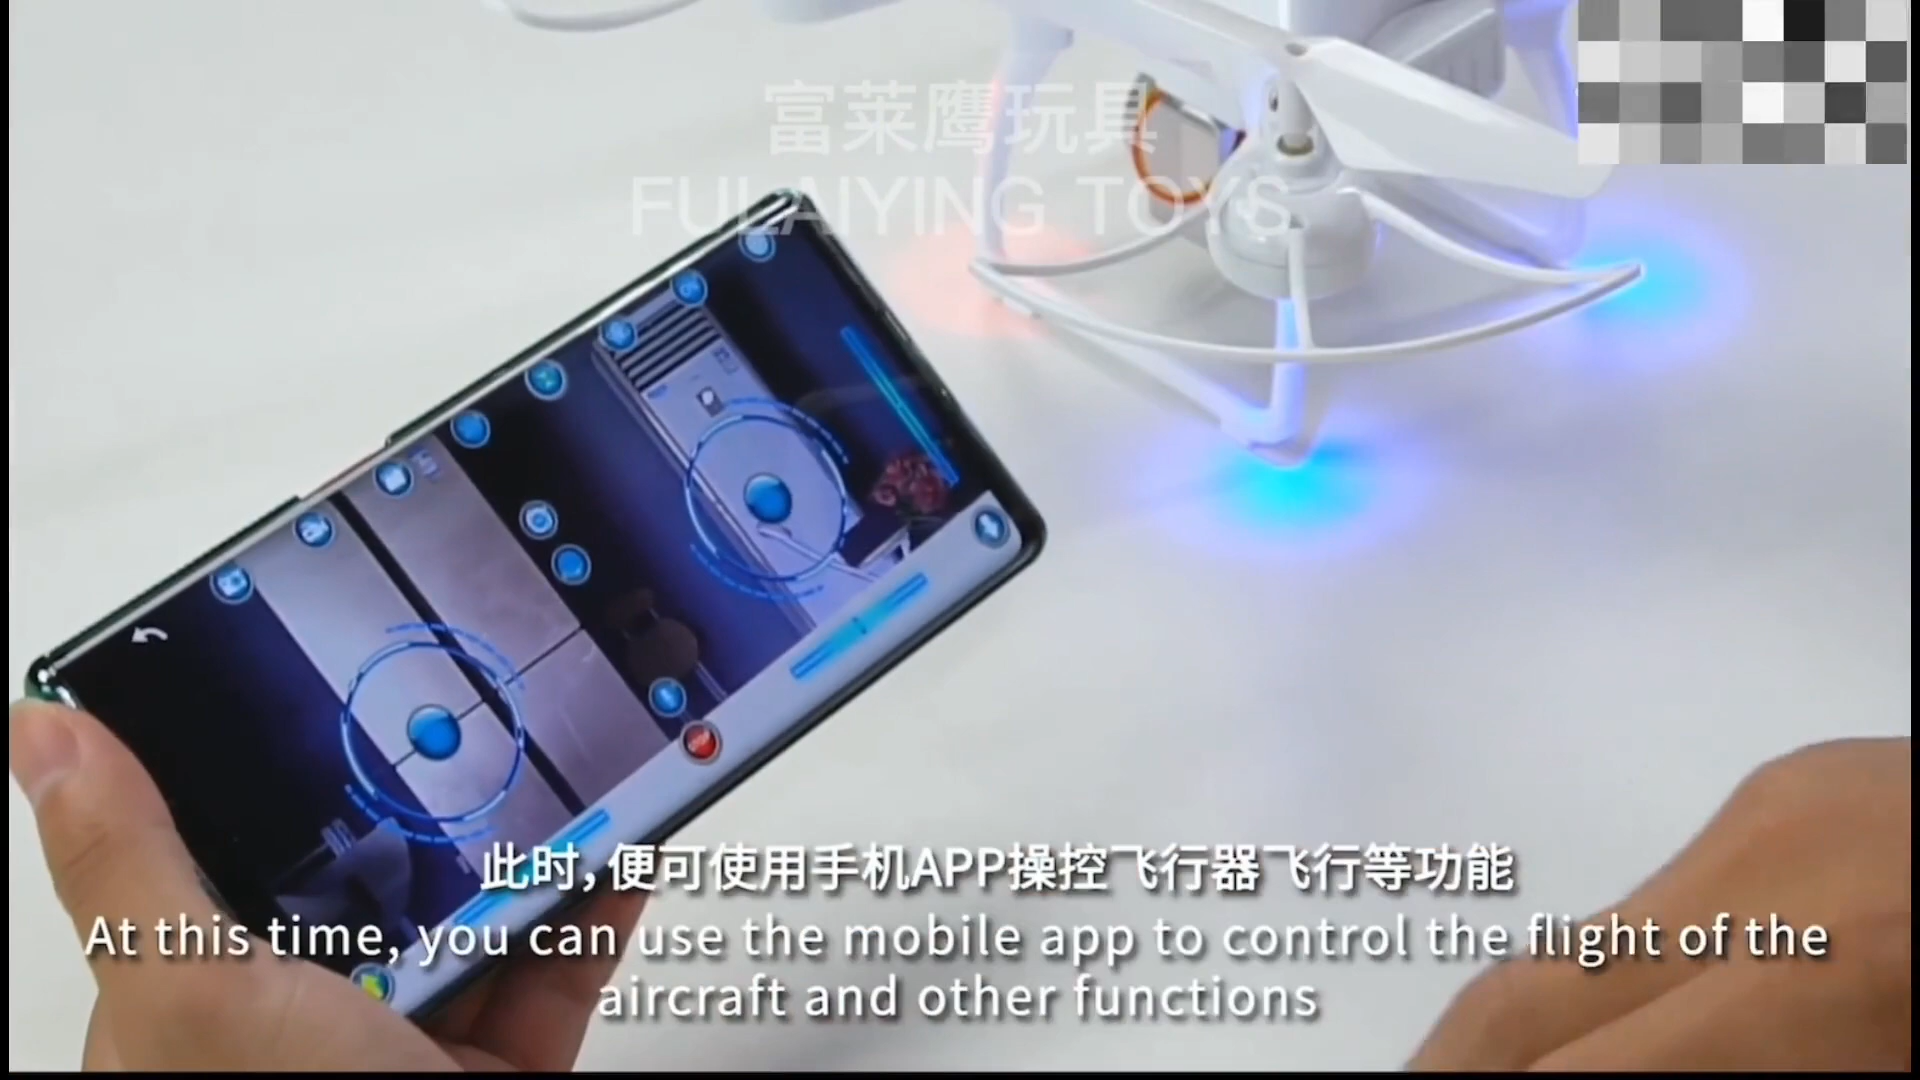 富莱鹰玩具
FULAIYING TOYS
此时，便可使用手机APP操控飞行器飞行等功能
At this time, you can use the mobile app to control the flight of the
aircraft and other functions